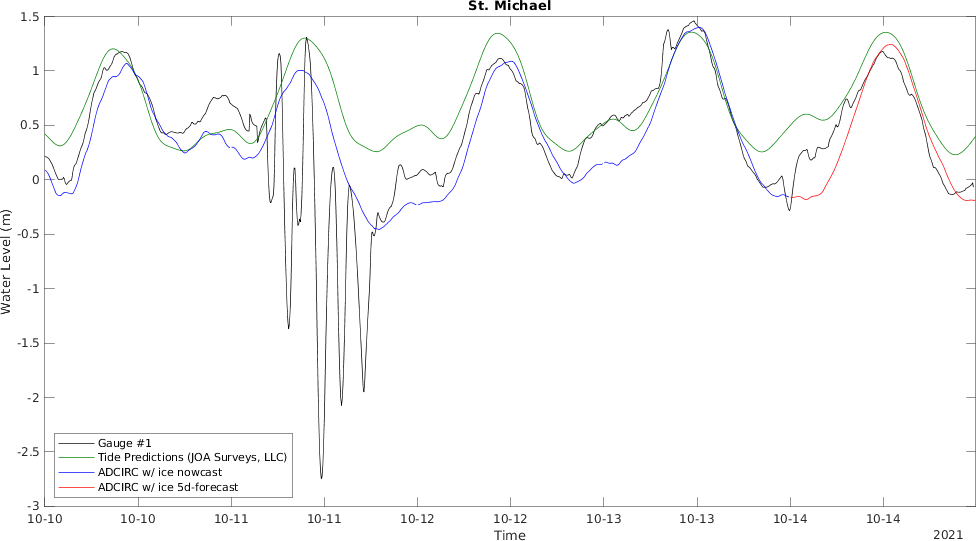 St. Michael
1.5
1
0.5
0
-0.5
-1
-1.5
-2
-2.5
-3
Water Level (m)
Gauge #1
Tide Predictions (JOA Surveys, LLC)
ADCIRC w/ ice nowcast
ADCIRC w/ ice 5d-forecast
10-10 10-10 10-11 10-11 10-12 10-12 10-13 10-13 10-14 10-14
Time
2021